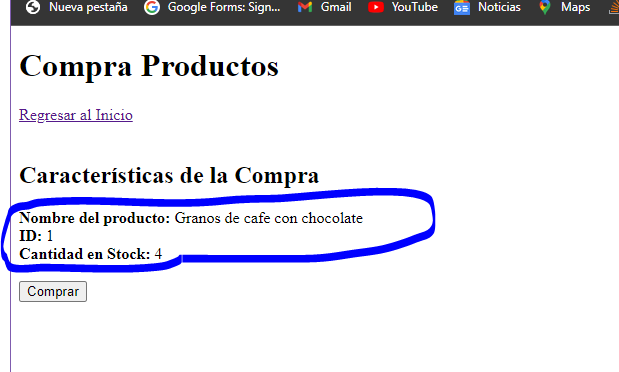 Nueva pestaña Google Forms: Sign... Gmail YouTube Noticias Maps
Compra Productos
Regresar al Inicio
Características de la Compra
Nombre del producto: Granos de cafe con chocolate
ID: 1
Cantidad en Stock: 4
Comprar